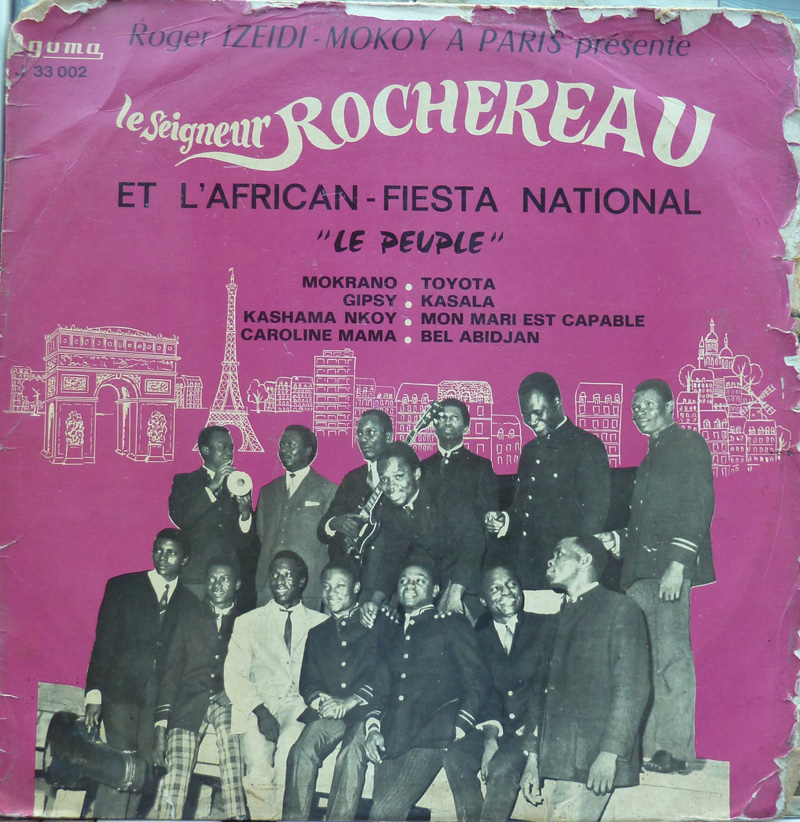 Roger IZEIDI - MOKOY A PARIS présente
Ngoma
33 002
le Seigneur ROCHEREAU
ET L'AFRICAN - FIESTA NATIONAL
"LE PEUPLE"
MOKRANO • TOYOTA
GIPSY • KASALA
KASHAMA NKOY • MON MARI EST CAPABLE
CAROLINE MAMA • BEL ABIDJAN